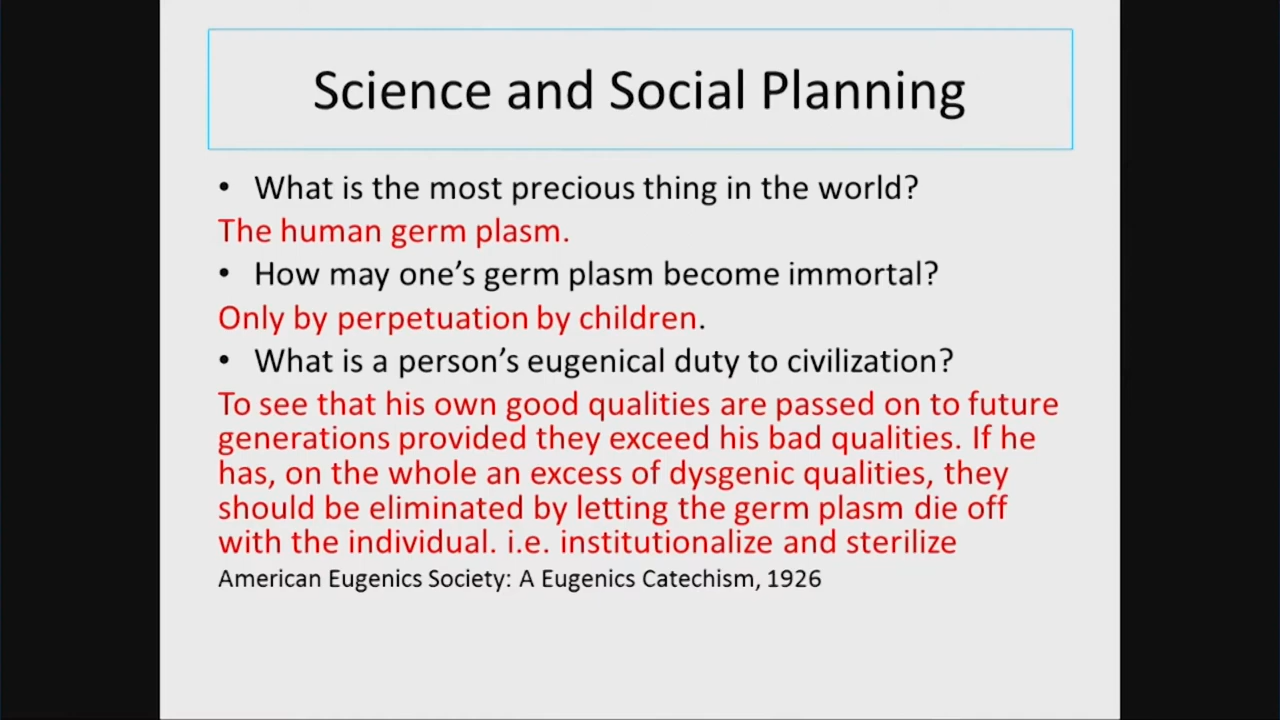 Science and Social Planning
• What is the most precious thing in the world?
The human germ plasm.
• How may one’s germ plasm become immortal?
Only by perpetuation by children.
• What is a person’s eugenical duty to civilization?
To see that his own good qualities are passed on to future
generations provided they exceed his bad qualities. If he
has, on the whole an excess of dysgenic qualities, they
should be eliminated by letting the germ plasm die off
with the individual. i.e. institutionalize and sterilize
American Eugenics Society: A Eugenics Catechism, 1926